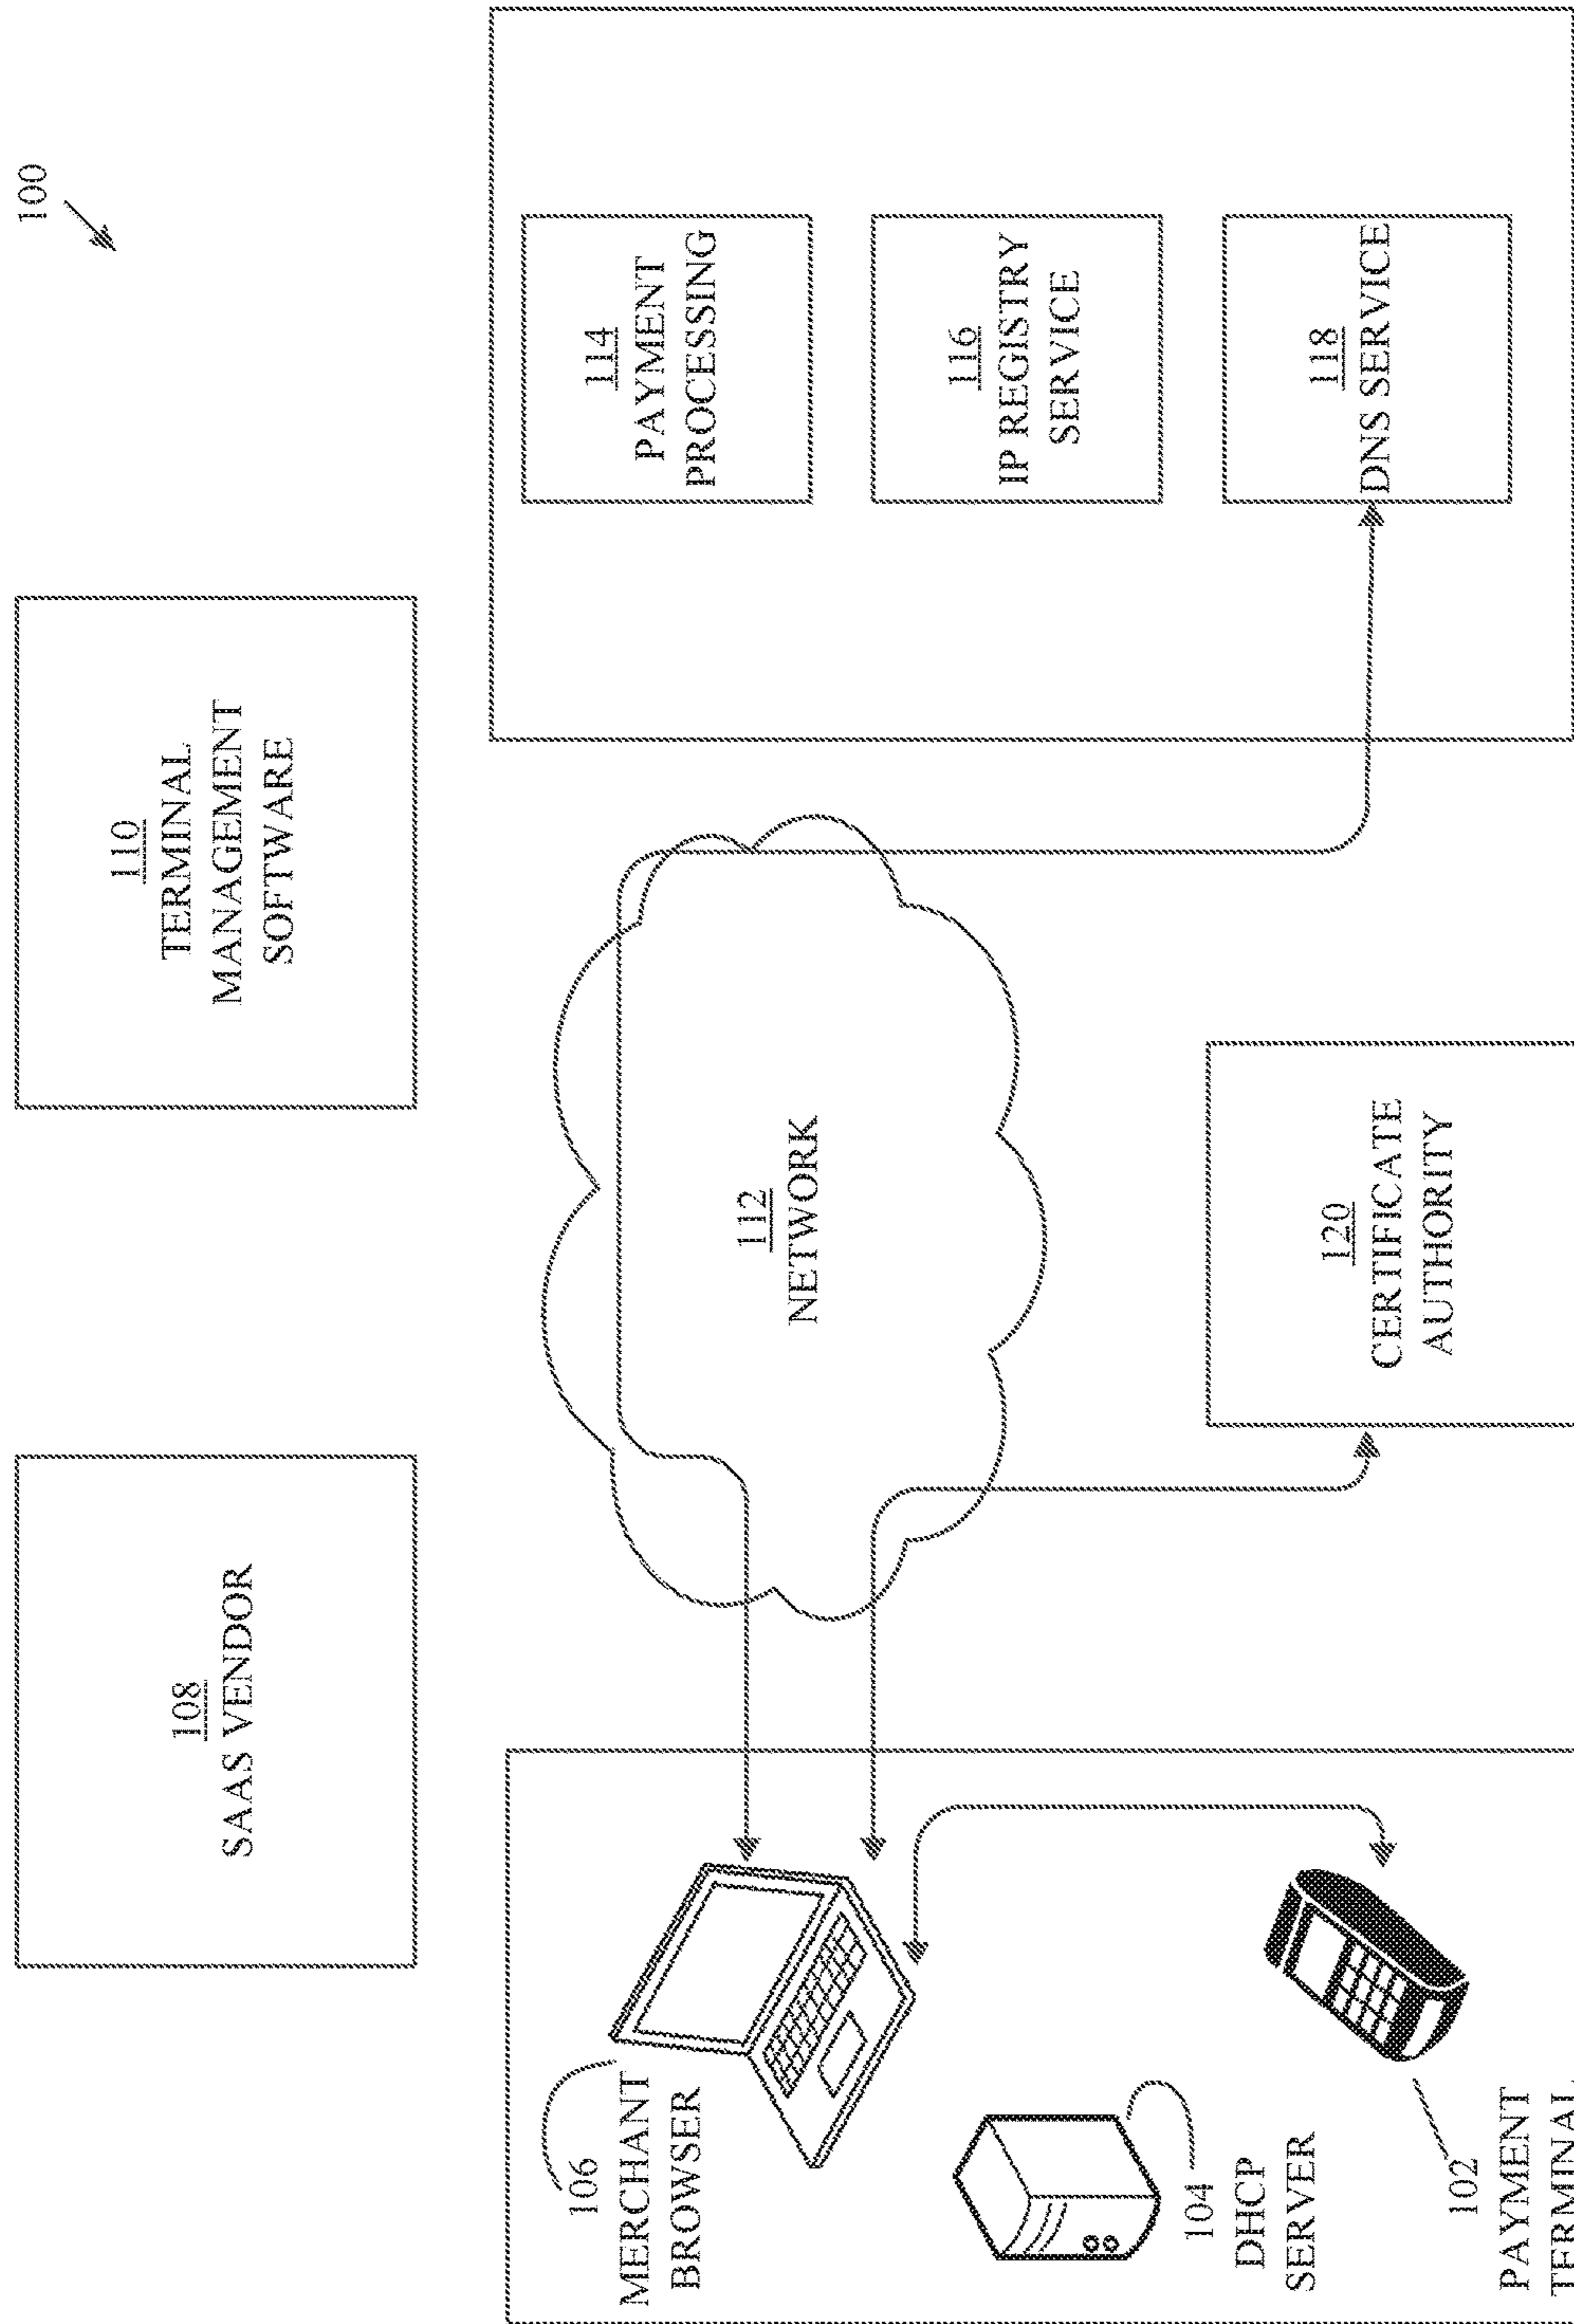 100
108
SAAS VENDOR
110
TERMINAL
MANAGEMENT
SOFTWARE
106
MERCHANT
BROWSER
104
DHCP
SERVER
102
PAYMENT
TERMINAL
112
NETWORK
120
CERTIFICATE
AUTHORITY
114
PAYMENT
PROCESSING
116
IP REGISTRY
SERVICE
118
DNS SERVICE